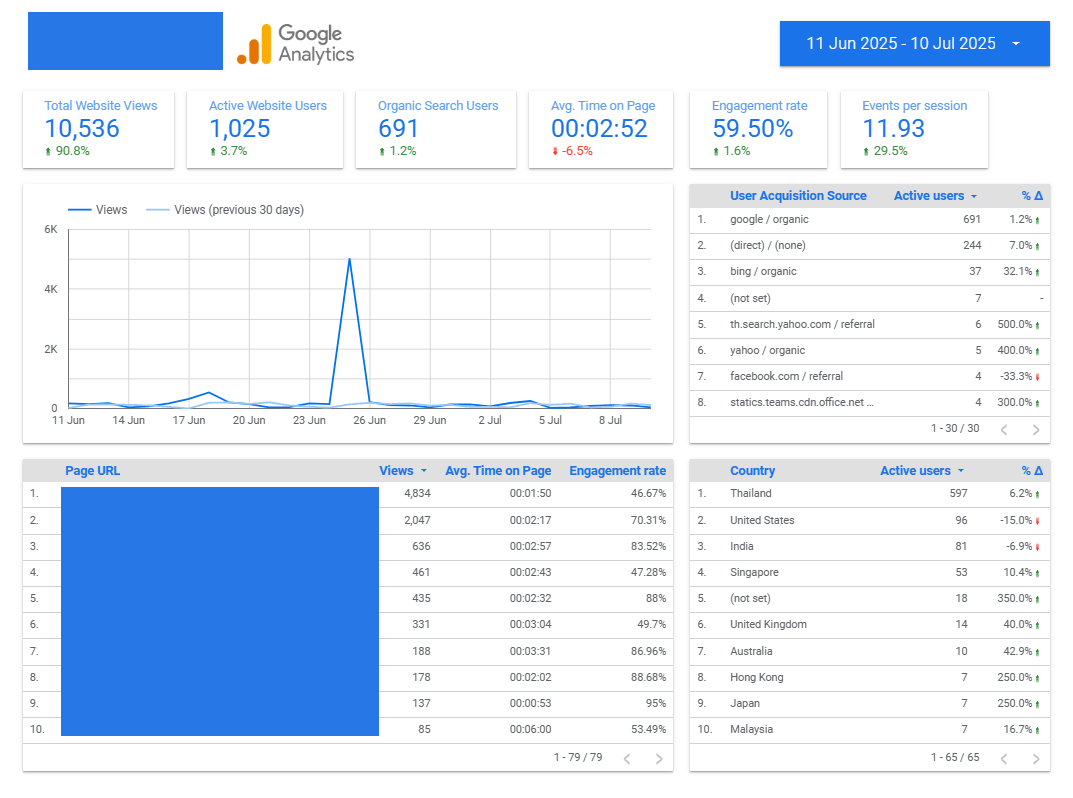 Google
Analytics
11 Jun 2025 - 10 Jul 2025
Total Website Views
10,536
90.8%
Active Website Users
1,025
3.7%
Organic Search Users
691
1.2%
Avg. Time on Page
00:02:52
-6.5%
Engagement rate
59.50%
1.6%
Events per session
11.93
29.5%
Views Views (previous 30 days)
6K
4K
2K
0
11 Jun 14 Jun 17 Jun 20 Jun 23 Jun 26 Jun 29 Jun 2 Jul 5 Jul 8 Jul
User Acquisition Source Active users % Δ
1. google / organic 691 1.2%
2. (direct) / (none) 244 7.0%
3. bing / organic 37 32.1%
4. (not set) 7 -
5. th.search.yahoo.com / referral 6 500.0%
6. yahoo / organic 5 400.0%
7. facebook.com / referral 4 -33.3%
8. statics.teams.cdn.office.net ... 4 300.0%
1 - 30 / 30
Page URL Views Avg. Time on Page Engagement rate
1. 4,834 00:01:50 46.67%
2. 2,047 00:02:17 70.31%
3. 636 00:02:57 83.52%
4. 461 00:02:43 47.28%
5. 435 00:02:32 88%
6. 331 00:03:04 49.7%
7. 188 00:03:31 86.96%
8. 178 00:02:02 88.68%
9. 137 00:00:53 95%
10. 85 00:06:00 53.49%
1 - 79 / 79
Country Active users % Δ
1. Thailand 597 6.2%
2. United States 96 -15.0%
3. India 81 -6.9%
4. Singapore 53 10.4%
5. (not set) 18 350.0%
6. United Kingdom 14 40.0%
7. Australia 10 42.9%
8. Hong Kong 7 250.0%
9. Japan 7 250.0%
10. Malaysia 7 16.7%
1 - 65 / 65